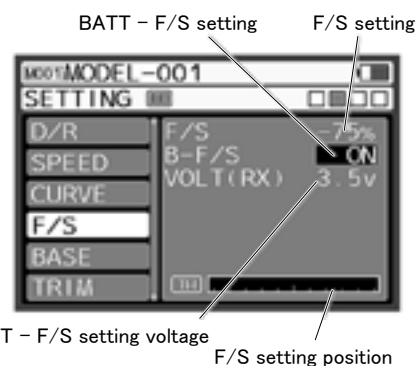 BATT - F/S setting F/S setting
M001MODEL-001
SETTING
D/R
SPEED
CURVE
F/S
BASE
TRIM
F/S -75%
B-F/S ON
VOLT(RX) 3.5v
TH
T - F/S setting voltage
F/S setting position